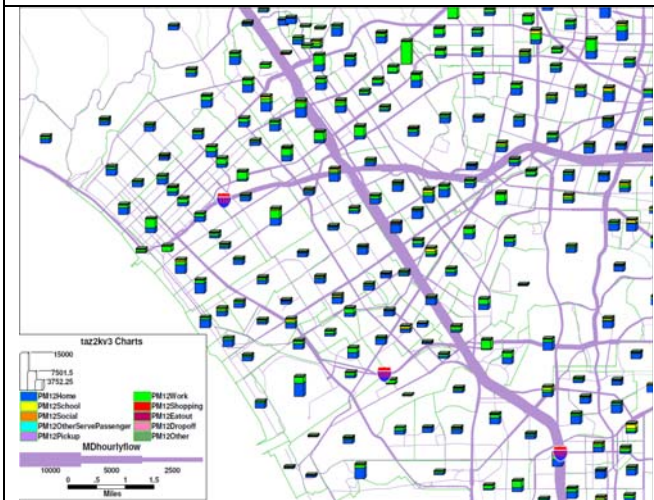 taz2kv3 Charts
15000
7501.5
3752.25
PM12Home PM12Work
PM12School PM12Shopping
PM12Social PM12Eatout
PM12OtherServePassenger PM12Dropoff
PM12Pickup PM12Other
MDhourlyflow
10000 5000 2500
0 .5 1 1.5
Miles